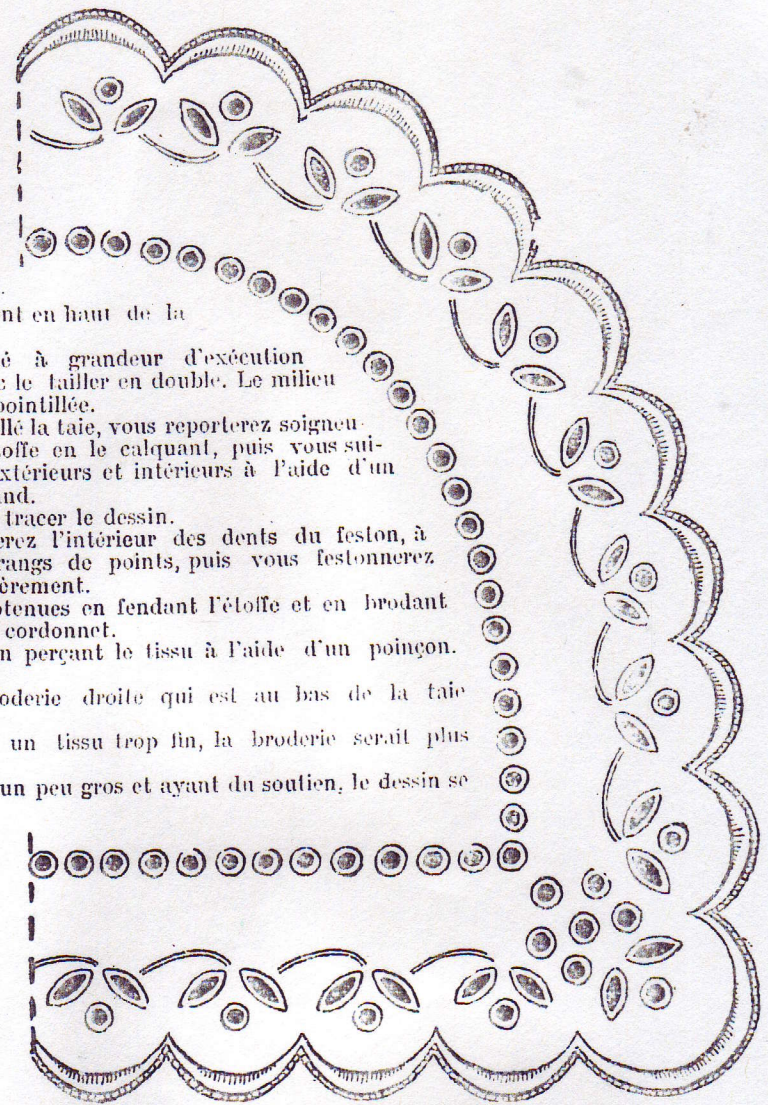 nt en haut de la
é à grandeur d'exécution
c le tailler en double. Le milieu
pointillée.
llé la taie, vous reporterez soigneu-
toffe en le calquant, puis vous sui-
xtérieurs et intérieurs à l'aide d'un
and.
tracer le dessin.
erez l'intérieur des dents du feston, à
rangs de points, puis vous festonnerez
èrement.
btenues en fendant l'étoffe et en brodant
cordonnet.
n perçant le tissu à l'aide d'un poinçon.
oderie droite qui est au bas de la taie
un tissu trop fin, la broderie serait plus
un peu gros et ayant du soutien, le dessin se